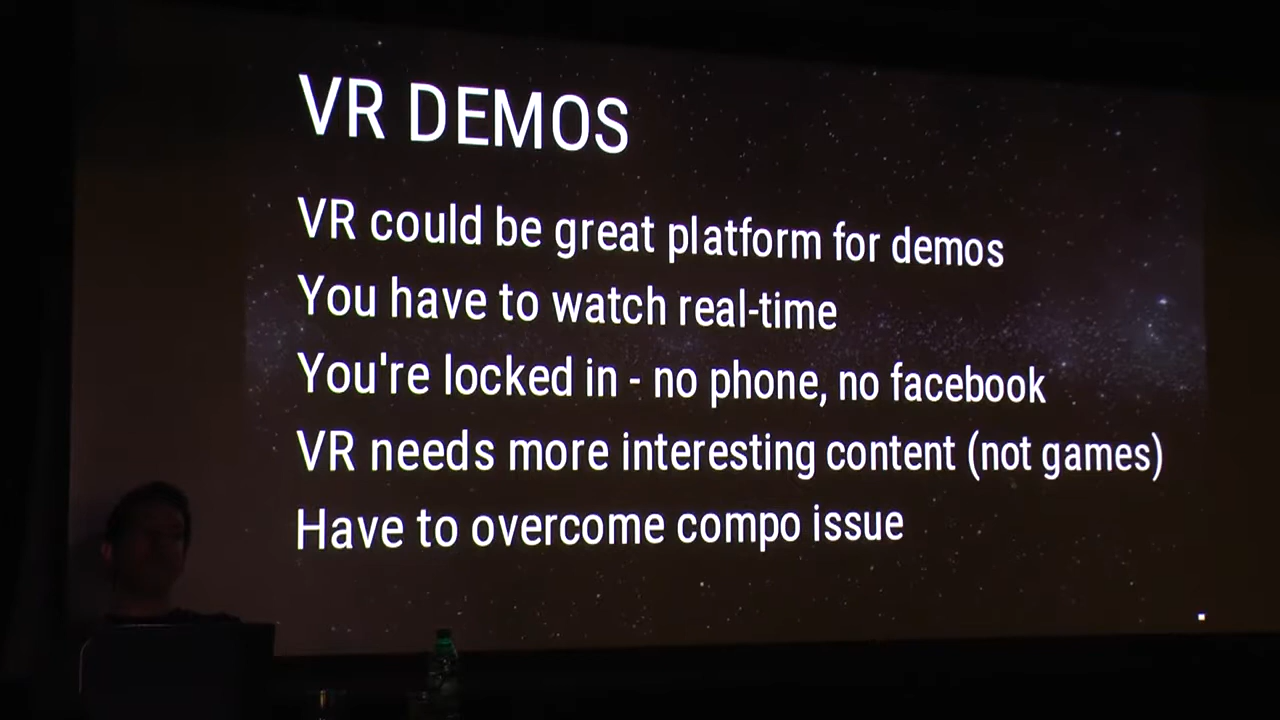 VR DEMOS
VR could be great platform for demos
You have to watch real-time
You're locked in - no phone, no facebook
VR needs more interesting content (not games)
Have to overcome compo issue